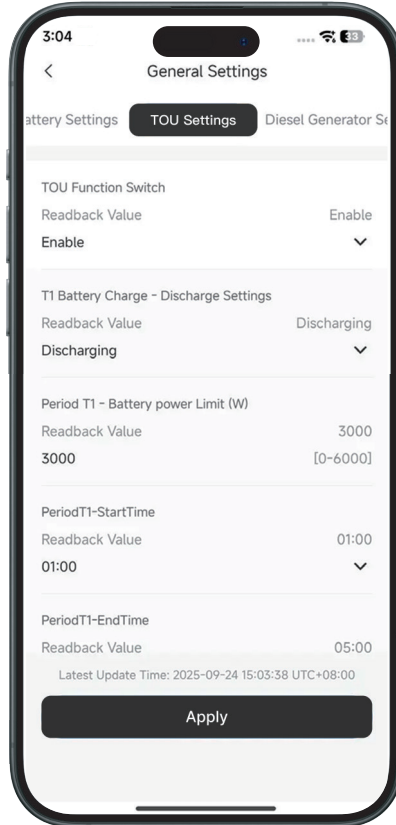 3:04
33
General Settings
attery Settings TOU Settings Diesel Generator Se
TOU Function Switch
Readback Value Enable
Enable
T1 Battery Charge - Discharge Settings
Readback Value Discharging
Discharging
Period T1 - Battery power Limit (W)
Readback Value 3000
3000 [0-6000]
PeriodT1-StartTime
Readback Value 01:00
01:00
PeriodT1-EndTime
Readback Value 05:00
Latest Update Time: 2025-09-24 15:03:38 UTC+08:00
Apply